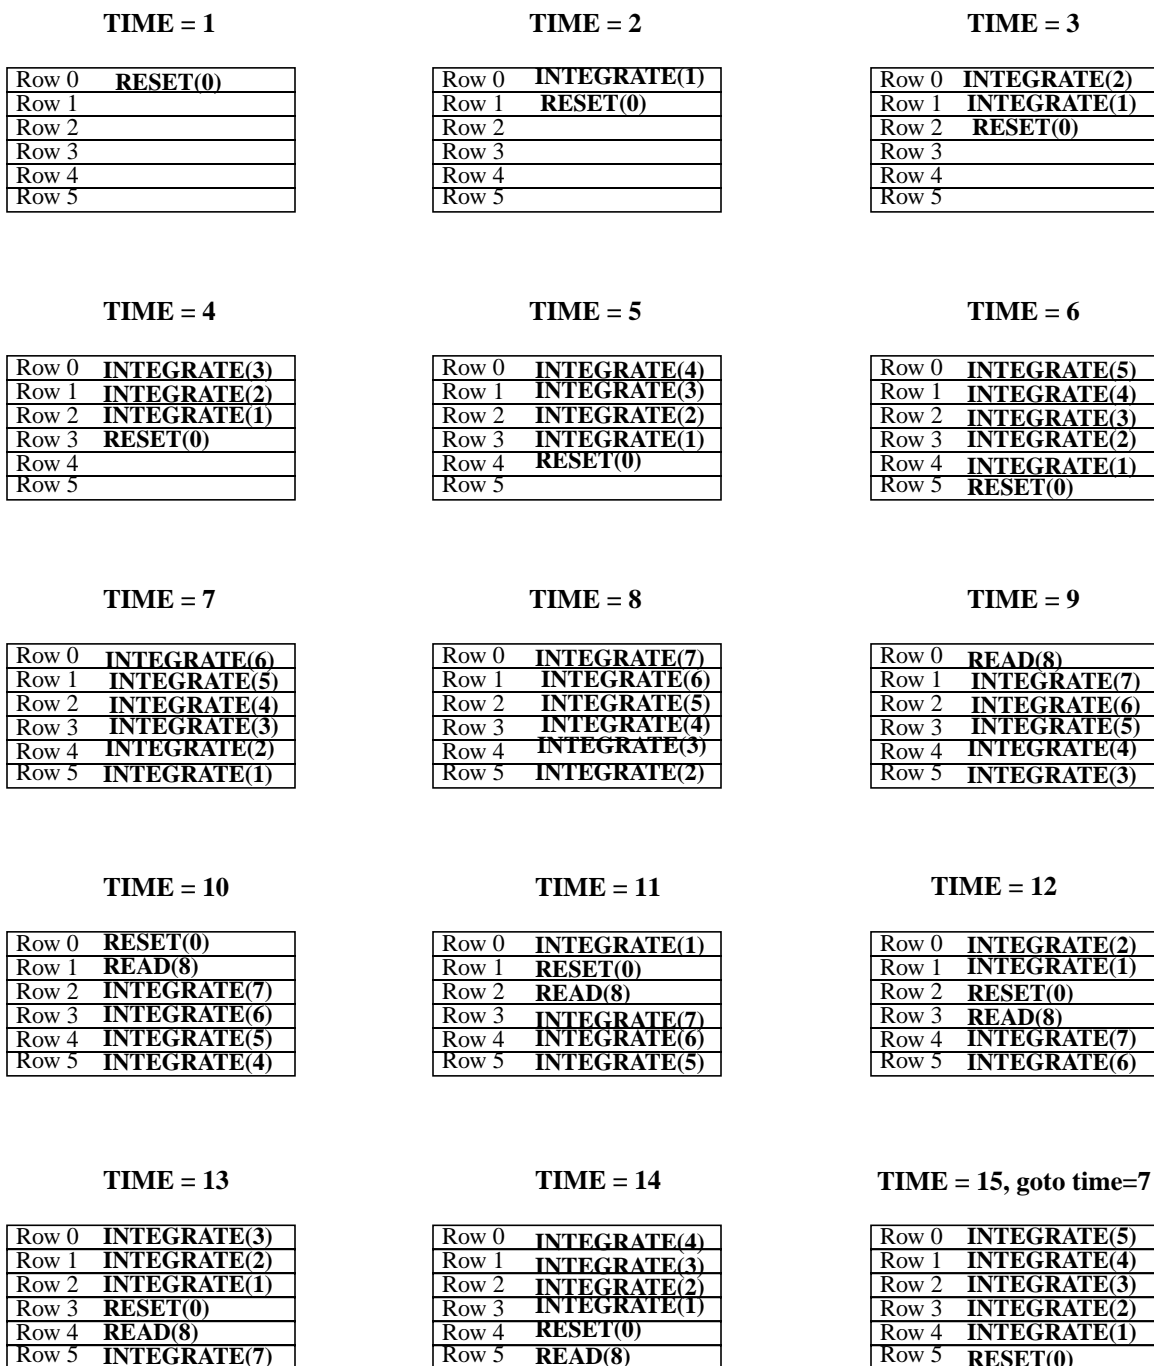 TIME = 1 TIME = 2 TIME = 3
Row 0 RESET(0) Row 0 INTEGRATE(1) Row 0 INTEGRATE(2)
Row 1 Row 1 RESET(0) Row 1 INTEGRATE(1)
Row 2 Row 2 Row 2 RESET(0)
Row 3 Row 3 Row 3
Row 4 Row 4 Row 4
Row 5 Row 5 Row 5
TIME = 4 TIME = 5 TIME = 6
Row 0 INTEGRATE(3) Row 0 INTEGRATE(4) Row 0 INTEGRATE(5)
Row 1 INTEGRATE(2) Row 1 INTEGRATE(3) Row 1 INTEGRATE(4)
Row 2 INTEGRATE(1) Row 2 INTEGRATE(2) Row 2 INTEGRATE(3)
Row 3 RESET(0) Row 3 INTEGRATE(1) Row 3 INTEGRATE(2)
Row 4 Row 4 RESET(0) Row 4 INTEGRATE(1)
Row 5 Row 5 Row 5 RESET(0)
TIME = 7 TIME = 8 TIME = 9
Row 0 INTEGRATE(6) Row 0 INTEGRATE(7) Row 0 READ(8)
Row 1 INTEGRATE(5) Row 1 INTEGRATE(6) Row 1 INTEGRATE(7)
Row 2 INTEGRATE(4) Row 2 INTEGRATE(5) Row 2 INTEGRATE(6)
Row 3 INTEGRATE(3) Row 3 INTEGRATE(4) Row 3 INTEGRATE(5)
Row 4 INTEGRATE(2) Row 4 INTEGRATE(3) Row 4 INTEGRATE(4)
Row 5 INTEGRATE(1) Row 5 INTEGRATE(2) Row 5 INTEGRATE(3)
TIME = 10 TIME = 11 TIME = 12
Row 0 RESET(0) Row 0 INTEGRATE(1) Row 0 INTEGRATE(2)
Row 1 READ(8) Row 1 RESET(0) Row 1 INTEGRATE(1)
Row 2 INTEGRATE(7) Row 2 READ(8) Row 2 RESET(0)
Row 3 INTEGRATE(6) Row 3 INTEGRATE(7) Row 3 READ(8)
Row 4 INTEGRATE(5) Row 4 INTEGRATE(6) Row 4 INTEGRATE(7)
Row 5 INTEGRATE(4) Row 5 INTEGRATE(5) Row 5 INTEGRATE(6)
TIME = 13 TIME = 14 TIME = 15, goto time=7
Row 0 INTEGRATE(3) Row 0 INTEGRATE(4) Row 0 INTEGRATE(5)
Row 1 INTEGRATE(2) Row 1 INTEGRATE(3) Row 1 INTEGRATE(4)
Row 2 INTEGRATE(1) Row 2 INTEGRATE(2) Row 2 INTEGRATE(3)
Row 3 RESET(0) Row 3 INTEGRATE(1) Row 3 INTEGRATE(2)
Row 4 READ(8) Row 4 RESET(0) Row 4 INTEGRATE(1)
Row 5 INTEGRATE(7) Row 5 READ(8) Row 5 RESET(0)